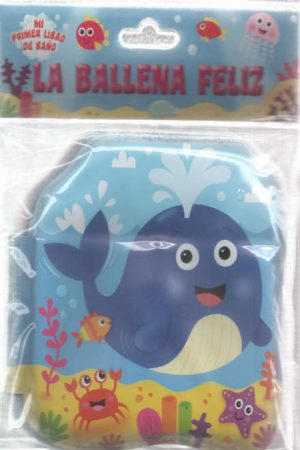 MI
PRIMER LIBRO
DE BAÑO
LA BALLENA FELIZ